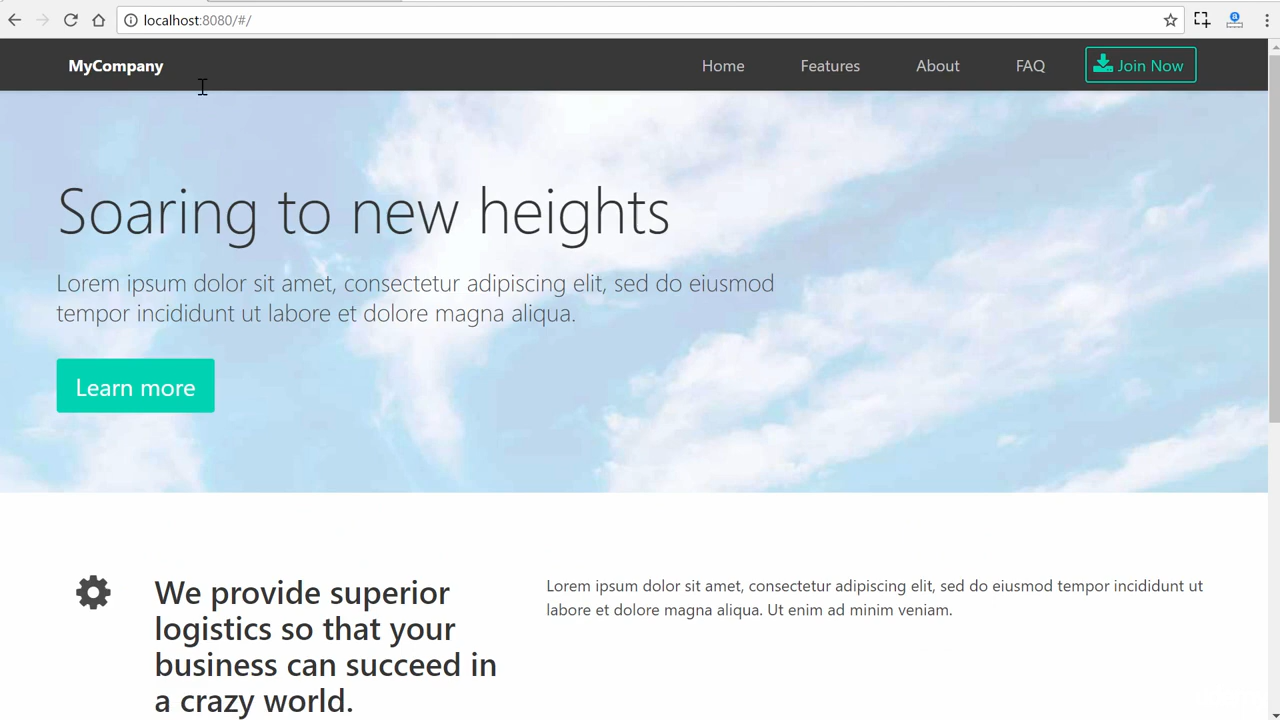 localhost:8080/#/
MyCompany Home Features About FAQ Join Now
Soaring to new heights
Lorem ipsum dolor sit amet, consectetur adipiscing elit, sed do eiusmod
tempor incididunt ut labore et dolore magna aliqua.
Learn more
We provide superior
logistics so that your
business can succeed in
a crazy world.
Lorem ipsum dolor sit amet, consectetur adipiscing elit, sed do eiusmod tempor incididunt ut
labore et dolore magna aliqua. Ut enim ad minim veniam.